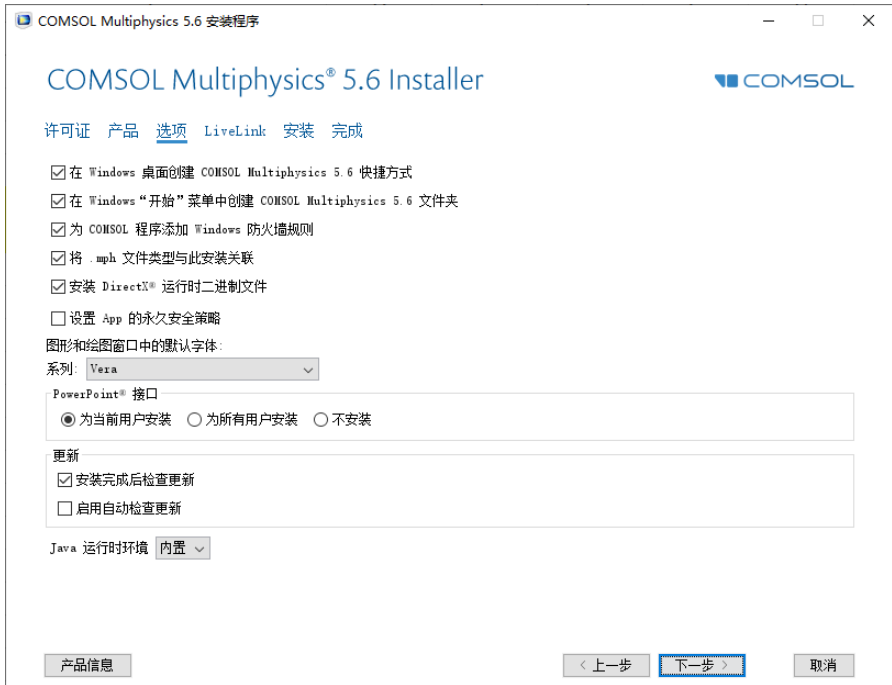 COMSOL Multiphysics 5.6 安装程序
COMSOL Multiphysics® 5.6 Installer
COMSOL
许可证 产品 选项 LiveLink 安装 完成
在 Windows 桌面创建 COMSOL Multiphysics 5.6 快捷方式
在 Windows“开始”菜单中创建 COMSOL Multiphysics 5.6 文件夹
为 COMSOL 程序添加 Windows 防火墙规则
将 .mph 文件类型与此安装关联
安装 DirectX® 运行时二进制文件
设置 App 的永久安全策略
图形和绘图窗口中的默认字体:
系列: Vera
PowerPoint® 接口
为当前用户安装 为所有用户安装 不安装
更新
安装完成后检查更新
启用自动检查更新
Java 运行时环境 内置
产品信息 < 上一步 下一步 > 取消